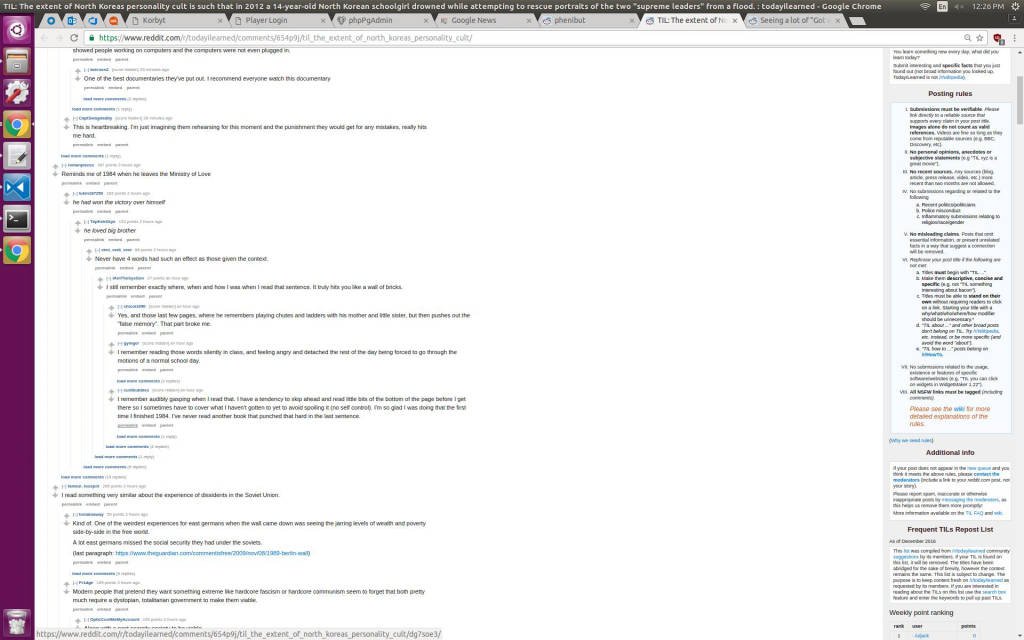 TIL: The extent of North Koreas personality cult is such that in 2012 a 14-year-old North Korean schoolgirl drowned while attempting to rescue portraits of the two "supreme leaders" from a flood. : todayilearned - Google Chrome
En
12:26 PM
Korbyt
Player Login
phpPgAdmin
Google News
phenibut
TIL: The extent of No
Seeing a lot of "Got
https://www.reddit.com/r/todayilearned/comments/654p9j/til_the_extent_of_north_koreas_personality_cult/
showed people working on computers and the computers were not even plugged in.
permalink embed parent
One of the best documentaries they've put out. I recommend everyone watch this documentary
permalink embed parent
load more comments (2 replies)
load more comments (1 reply)
This is heartbreaking. I'm just imagining them rehearsing for this moment and the punishment they would get for any mistakes, really hits
me hard.
permalink embed parent
load more comments (1 reply)
Reminds me of 1984 when he leaves the Ministry of Love
permalink embed parent
he had won the victory over himself
permalink embed parent
he loved big brother
permalink embed parent
Never have 4 words had such an effect as those given the context.
permalink embed parent
I still remember exactly where, when and how I was when I read that sentence. It truly hits you like a wall of bricks.
permalink embed parent
Yes, and those last few pages, where he remembers playing chutes and ladders with his mother and little sister, but then pushes out the
"false memory". That part broke me.
permalink embed parent
I remember reading those words silently in class, and feeling angry and detached the rest of the day being forced to go through the
motions of a normal school day.
permalink embed parent
load more comments
I remember audibly gasping when I read that. I have a tendency to skip ahead and read little bits of the bottom of the page before I get
there so I sometimes have to cover what I haven't gotten to yet to avoid spoiling it (no self control). I'm so glad I was doing that the first
time I finished 1984. I've never read another book that punched that hard in the last sentence.
permalink embed parent
load more comments (1 reply)
load more comments
load more comments (1 reply)
load more comments
load more comments
I read something very similar about the experience of dissidents in the Soviet Union.
permalink embed parent
Kind of. One of the weirdest experiences for east germans when the wall came down was seeing the jarring levels of wealth and poverty
side-by-side in the free world.
A lot east germans missed the social security they had under the soviets.
(last paragraph: https://www.theguardian.com/commentisfree/2009/nov/08/1989-berlin-wall)
permalink embed parent
load more comments
Modern people that pretend they want something extreme like hardcore fascism or hardcore communism seem to forget that both pretty
much require a dystopian, totalitarian government to make them viable.
permalink embed parent
https://www.reddit.com/r/todayilearned/comments/654p9j/til_the_extent_of_north_koreas_personality_cult/dg7soe3/
You learn something new every day; what did you
learn today?
Submit interesting and specific facts that you just
found out (not broad information you looked up,
TodayILearned is not /r/Wikipedia).
Posting rules
I. Submissions must be verifiable. Please
link directly to a reliable source that
supports every claim in your post title.
Images alone do not count as valid
references. Videos are fine so long as they
come from reputable sources (e.g. BBC,
Discovery, etc).
II. No personal opinions, anecdotes or
subjective statements (e.g "TIL xyz is a
great movie").
III. No recent sources. Any sources (blog,
article, press release, video, etc.) more
recent than two months are not allowed.
IV. No submissions regarding or related to the
following
a. Recent politics/politicians
b. Police misconduct
c. Inflammatory submissions relating to
religion/race/gender
V. No misleading claims. Posts that omit
essential information, or present unrelated
facts in a way that suggest a connection
will be removed.
VI. Rephrase your post title if the following are
not met:
a. Titles must begin with "TIL ..."
b. Make them descriptive, concise and
specific (e.g. not "TIL something
interesting about bacon").
c. Titles must be able to stand on their
own without requiring readers to click
on a link. Starting your title with a
why/what/who/where/how modifier
should be unnecessary.*
d. "TIL about ..." and other broad posts
don't belong on TIL. Try /r/Wikipedia,
etc. instead, or be more specific (and
avoid the word "about").
e. "TIL how to ..." posts belong on
/r/HowTo.
VII. No submissions related to the usage,
existence or features of specific
software/websites (e.g. "TIL you can click
on widgets in WidgetMaker 1.22").
VIII. All NSFW links must be tagged (including
comments).
Please see the wiki for more
detailed explanations of the
rules.
(Why we need rules)
Additional info
If your post does not appear in the new queue and you
think it meets the above rules, please contact the
moderators (include a link to your reddit.com post, not
your story).
Please report spam, inaccurate or otherwise
inappropriate posts by messaging the moderators, as
this helps us remove them more promptly!
More information available on the TIL FAQ and wiki.
Frequent TILs Repost List
As of December 2016
This list was compiled from /r/todayilearned community
suggestions by its members. If your TIL is found on
this list, it will be removed. The titles have been
abridged for the sake of brevity, however the context
remains the same. This list is subject to change. The
purpose is to keep content fresh on /r/todayilearned as
requested by its members. If you are interested in
reading about the TILs on this list use the search box
feature and enter the keywords to pull up past TILs.
Weekly point ranking
rank user points